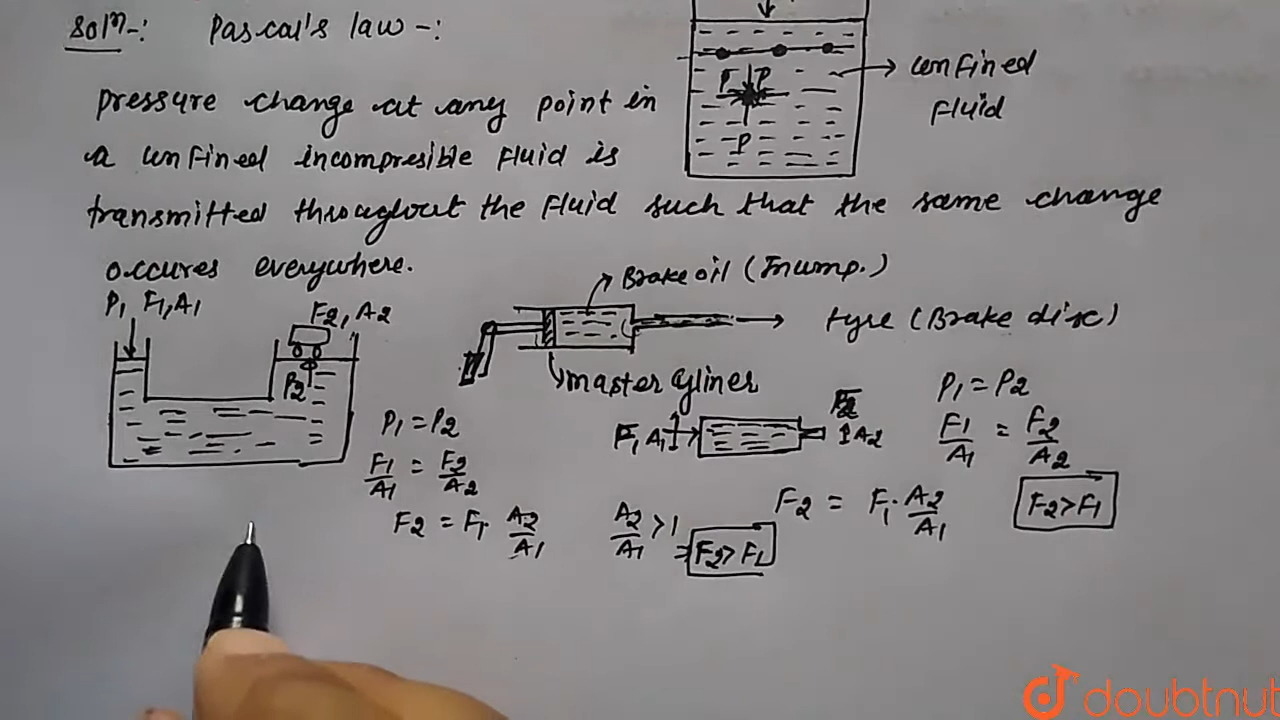 Solⁿ-: Pascal's law -:
pressure change at any point in
a confined incompresible fluid is
transmitted throughout the fluid such that the same change
occures everywhere.
P P
P
confined
fluid
P₁ F₁, A₁
F₂, A₂
P₂
P₁ = P₂
F₁/A₁ = F₂/A₂
F₂ = F₁. A₂/A₁
A₂/A₁ > 1
= F₂ > F₁
Brake oil (Incomp.)
tyre (Brake disc)
master cyliner
F₁ A₁
F₂
A₂
P₁ = P₂
F₁/A₁ = F₂/A₂
F₂ = F₁. A₂/A₁
F₂ > F₁
doubtnut